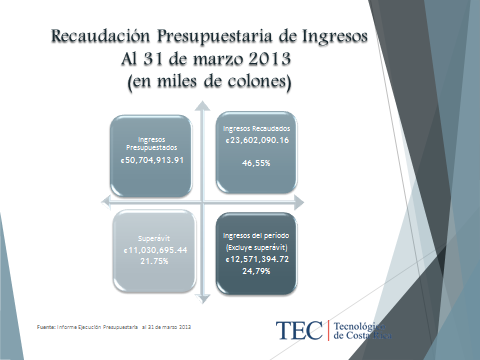 Recaudación Presupuestaria de Ingresos
Al 31 de marzo 2013
(en miles de colones)
Ingresos
Presupuestados
¢50,704,913.91
Ingresos Recaudados
¢23,602,090.16
46,55%
Superávit
¢11,030,695.44
21.75%
Ingresos del período
(Excluye superávit)
¢12,571,394.72
24,79%
Fuente: Informe Ejecución Presupuestaria al 31 de marzo 2013
TEC
Tecnológico
de Costa Rica